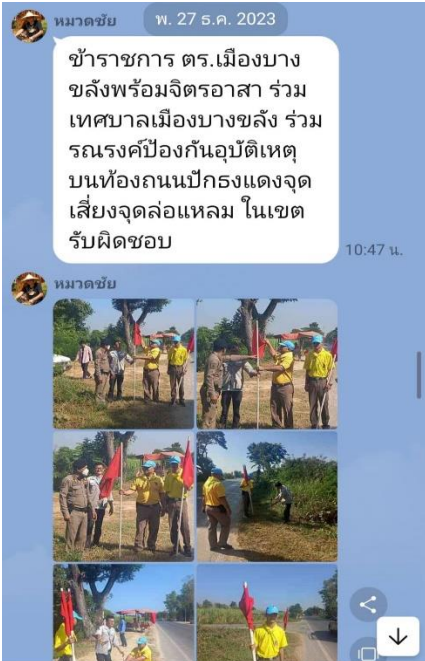 หมวดชัย
พ. 27 ธ.ค. 2023
ข้าราชการ ตร.เมืองบาง
ขลังพร้อมจิตรอาสา ร่วม
เทศบาลเมืองบางขลัง ร่วม
รณรงค์ป้องกันอุบัติเหตุ
บนท้องถนนปักธงแดงจุด
เสี่ยงจุดล่อแหลม ในเขต
รับผิดชอบ
10:47 น.
หมวดชัย